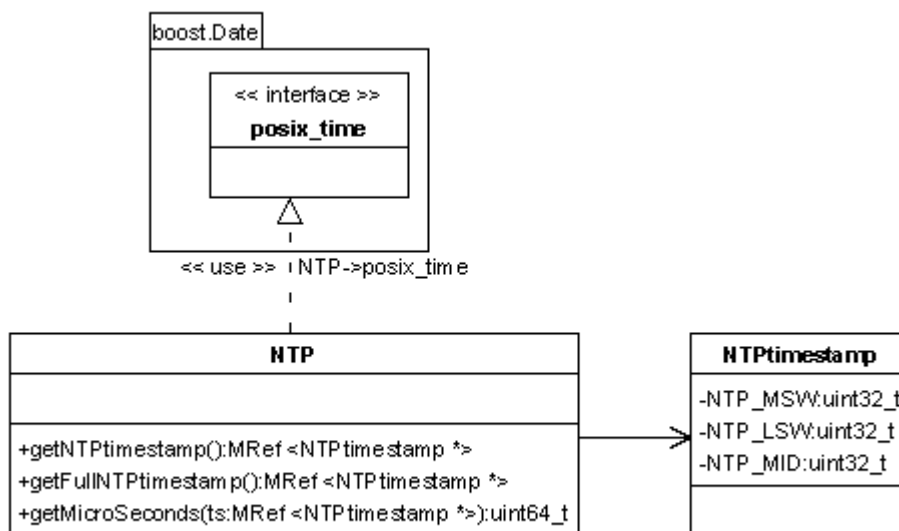 boost.Date
<< interface >>
posix_time
<< use >> NTP->posix_time
NTP
+getNTPtimestamp():MRef <NTPtimestamp *>
+getFullNTPtimestamp():MRef <NTPtimestamp *>
+getMicroSeconds(ts:MRef <NTPtimestamp *>):uint64_t
NTPtimestamp
-NTP_MSW:uint32_t
-NTP_LSW:uint32_t
-NTP_MID:uint32_t